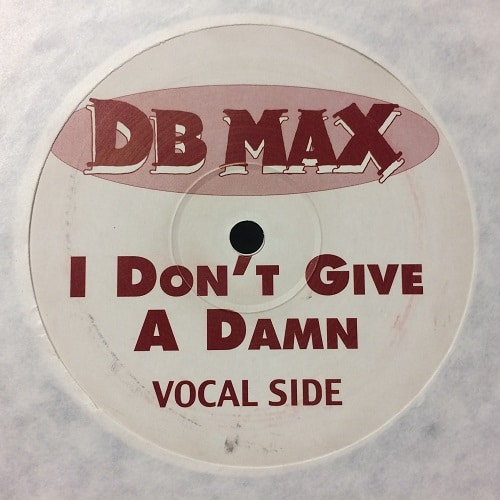 DB MAX
I DON'T GIVE
A DAMN
VOCAL SIDE